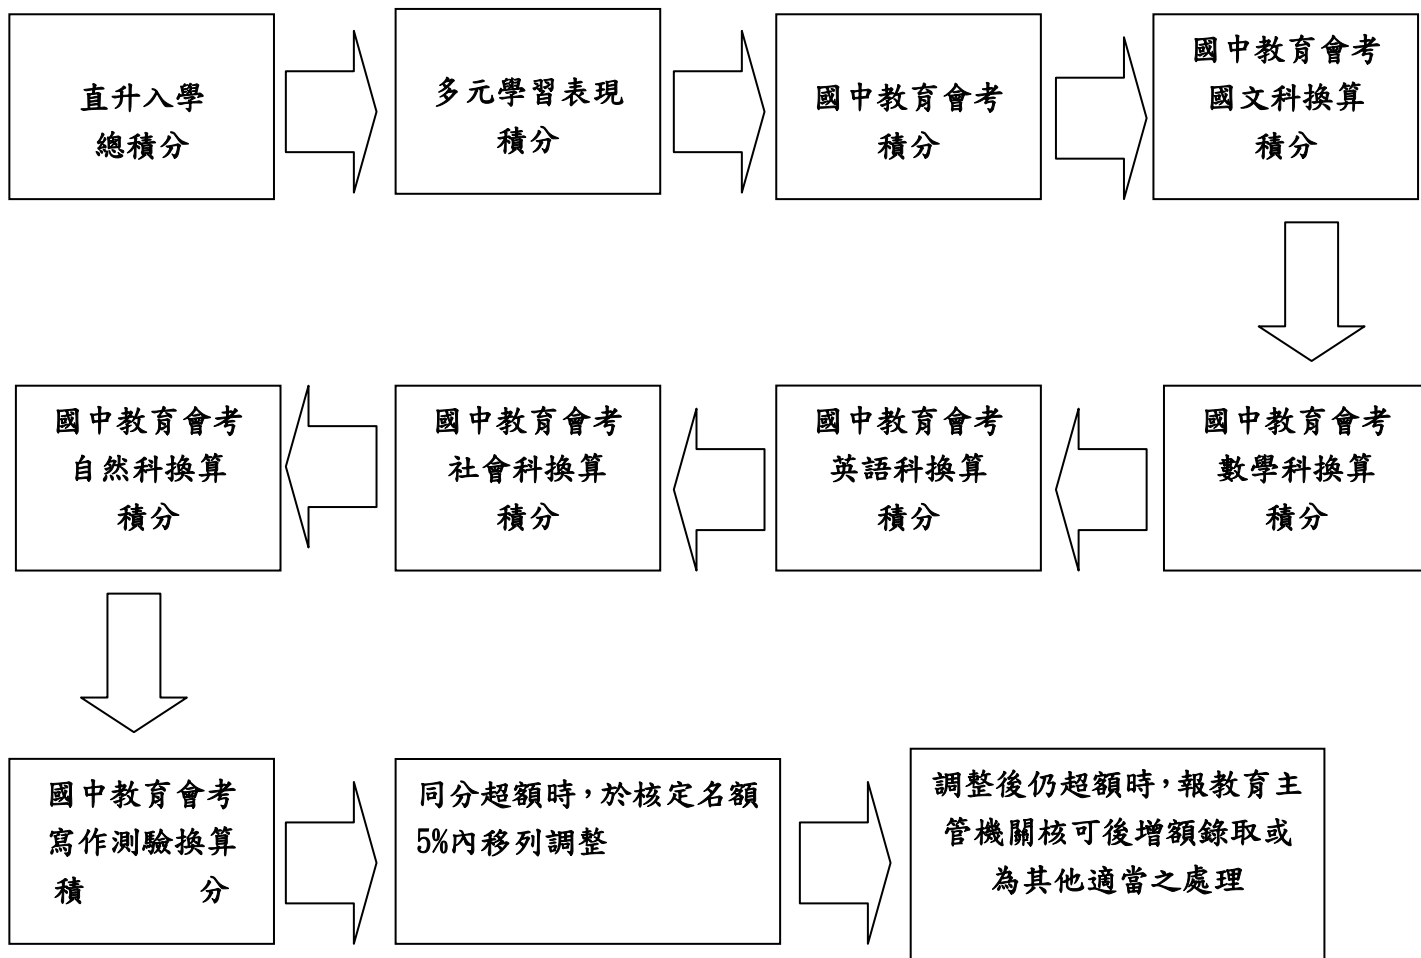 直升入學
總積分
多元學習表現
積分
國中教育會考
積分
國中教育會考
國文科換算
積分
國中教育會考
數學科換算
積分
國中教育會考
英語科換算
積分
國中教育會考
社會科換算
積分
國中教育會考
自然科換算
積分
國中教育會考
寫作測驗換算
積 分
同分超額時，於核定名額
5%內移列調整
調整後仍超額時，報教育主
管機關核可後增額錄取或
為其他適當之處理